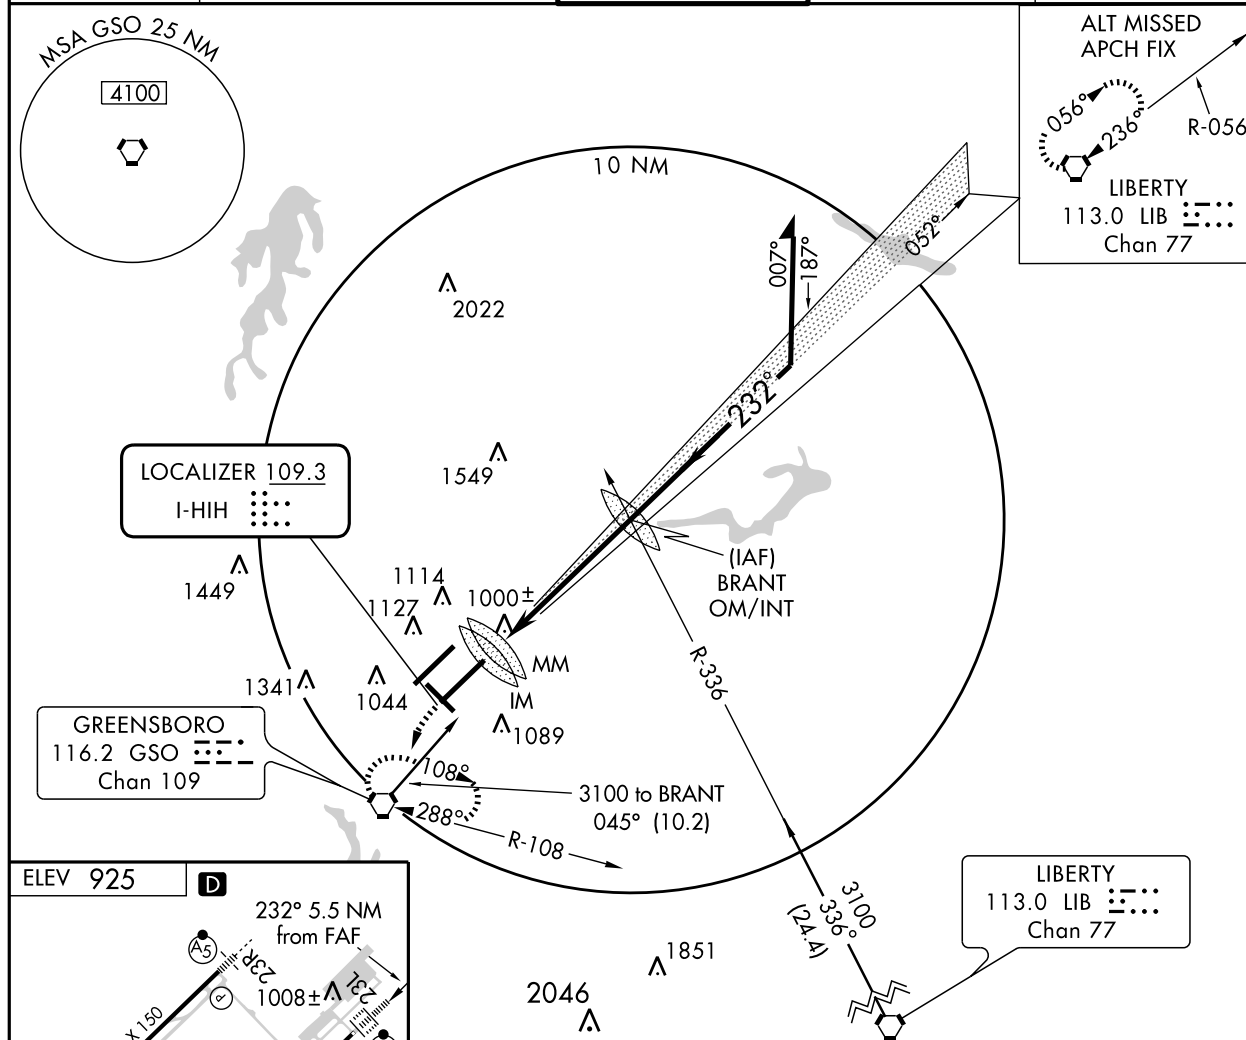 MSA GSO 25 NM
4100
ALT MISSED
APCH FIX
056°
236°
R-056
LIBERTY
113.0 LIB
Chan 77
10 NM
052°
007°
187°
2022
232°
LOCALIZER 109.3
I-HIH
1549
(IAF)
BRANT
OM/INT
1449
1114
1127
1000±
MM
IM
1341
1044
1089
R-336
GREENSBORO
116.2 GSO
Chan 109
108°
288°
R-108
3100 to BRANT
045° (10.2)
3100
336°
(24.4)
LIBERTY
113.0 LIB
Chan 77
ELEV 925
D
232° 5.5 NM
from FAF
A5
23R
P
1008±
23L
X 150
1851
2046